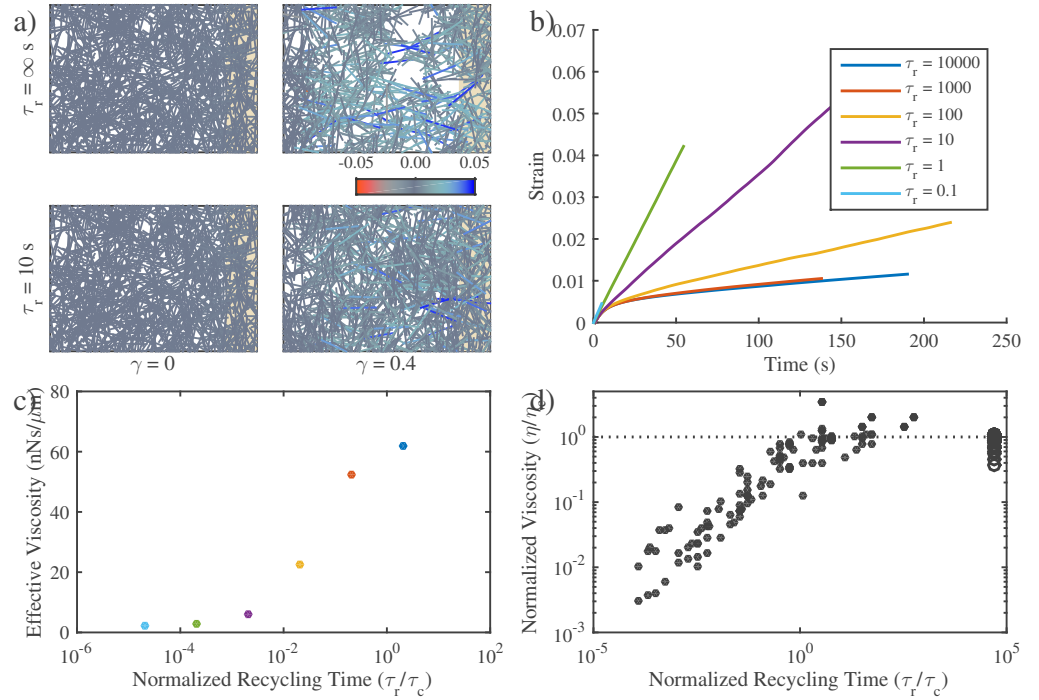 a)
τr = ∞ s
-0.05 0.00 0.05
τr = 10 s
γ = 0
γ = 0.4
b)
Strain
0.07
0.06
0.05
0.04
0.03
0.02
0.01
0
0 50 100 150 200 250
Time (s)
τr = 10000
τr = 1000
τr = 100
τr = 10
τr = 1
τr = 0.1
c)
Effective Viscosity (nNs/μm)
80
60
40
20
0
10^-6 10^-4 10^-2 10^0 10^2
Normalized Recycling Time (τr/τc)
d)
Normalized Viscosity (η/ηc)
10^0
10^-1
10^-2
10^-3
10^-5 10^0 10^5
Normalized Recycling Time (τr/τc)